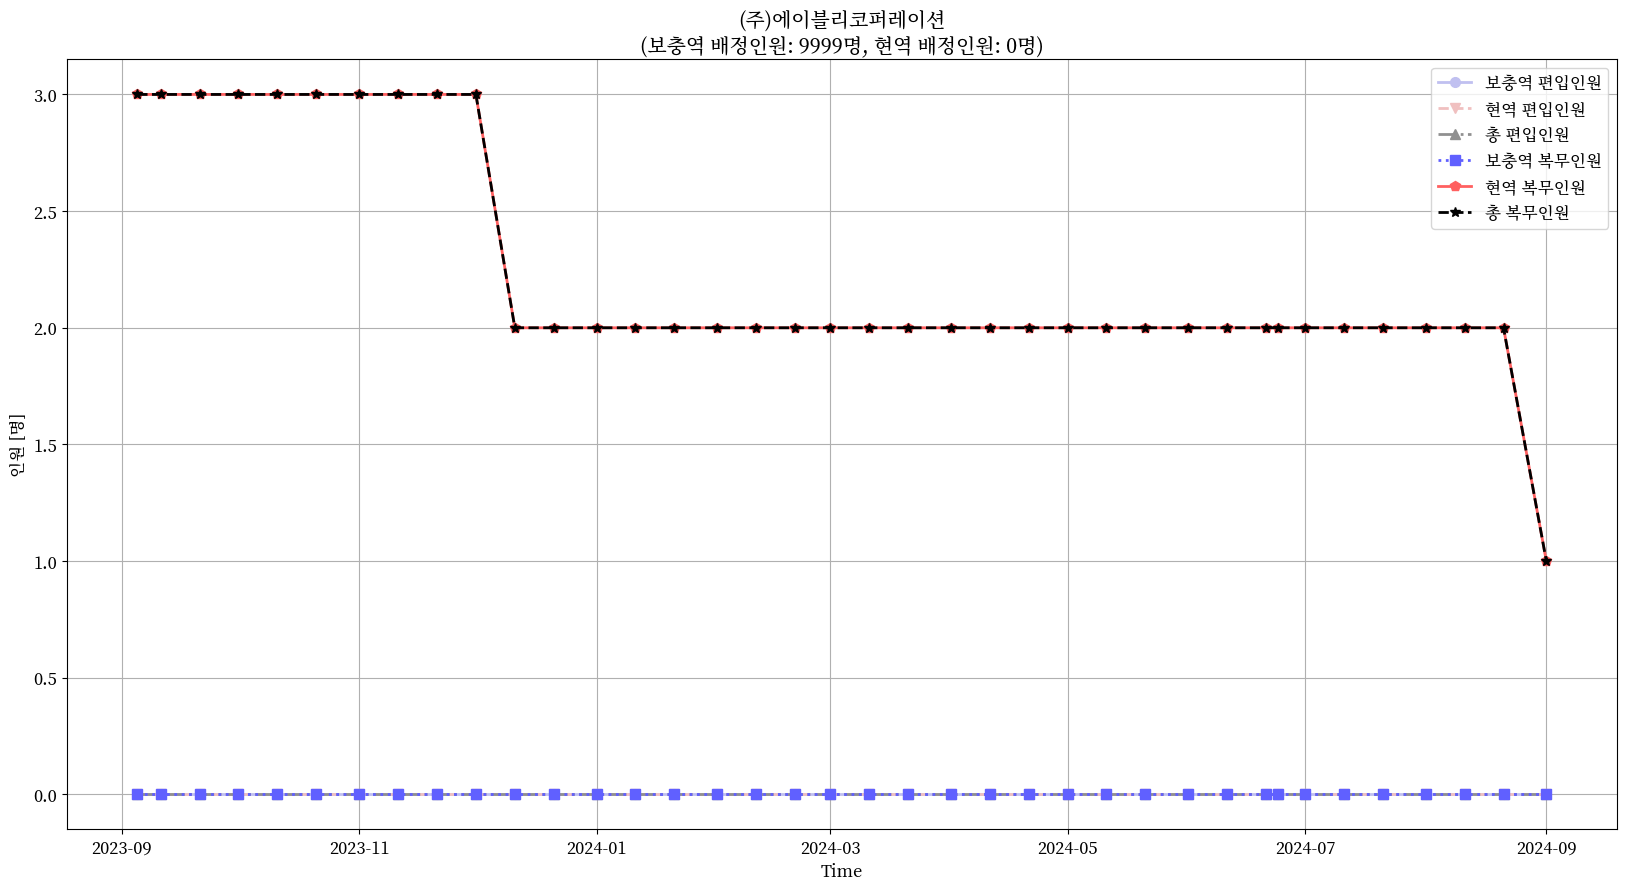 (주)에이블리코퍼레이션
(보충역 배정인원: 9999명, 현역 배정인원: 0명)
보충역 편입인원
현역 편입인원
총 편입인원
보충역 복무인원
현역 복무인원
총 복무인원
인원 [명]
3.0
2.5
2.0
1.5
1.0
0.5
0.0
2023-09 2023-11 2024-01 2024-03 2024-05 2024-07 2024-09
Time